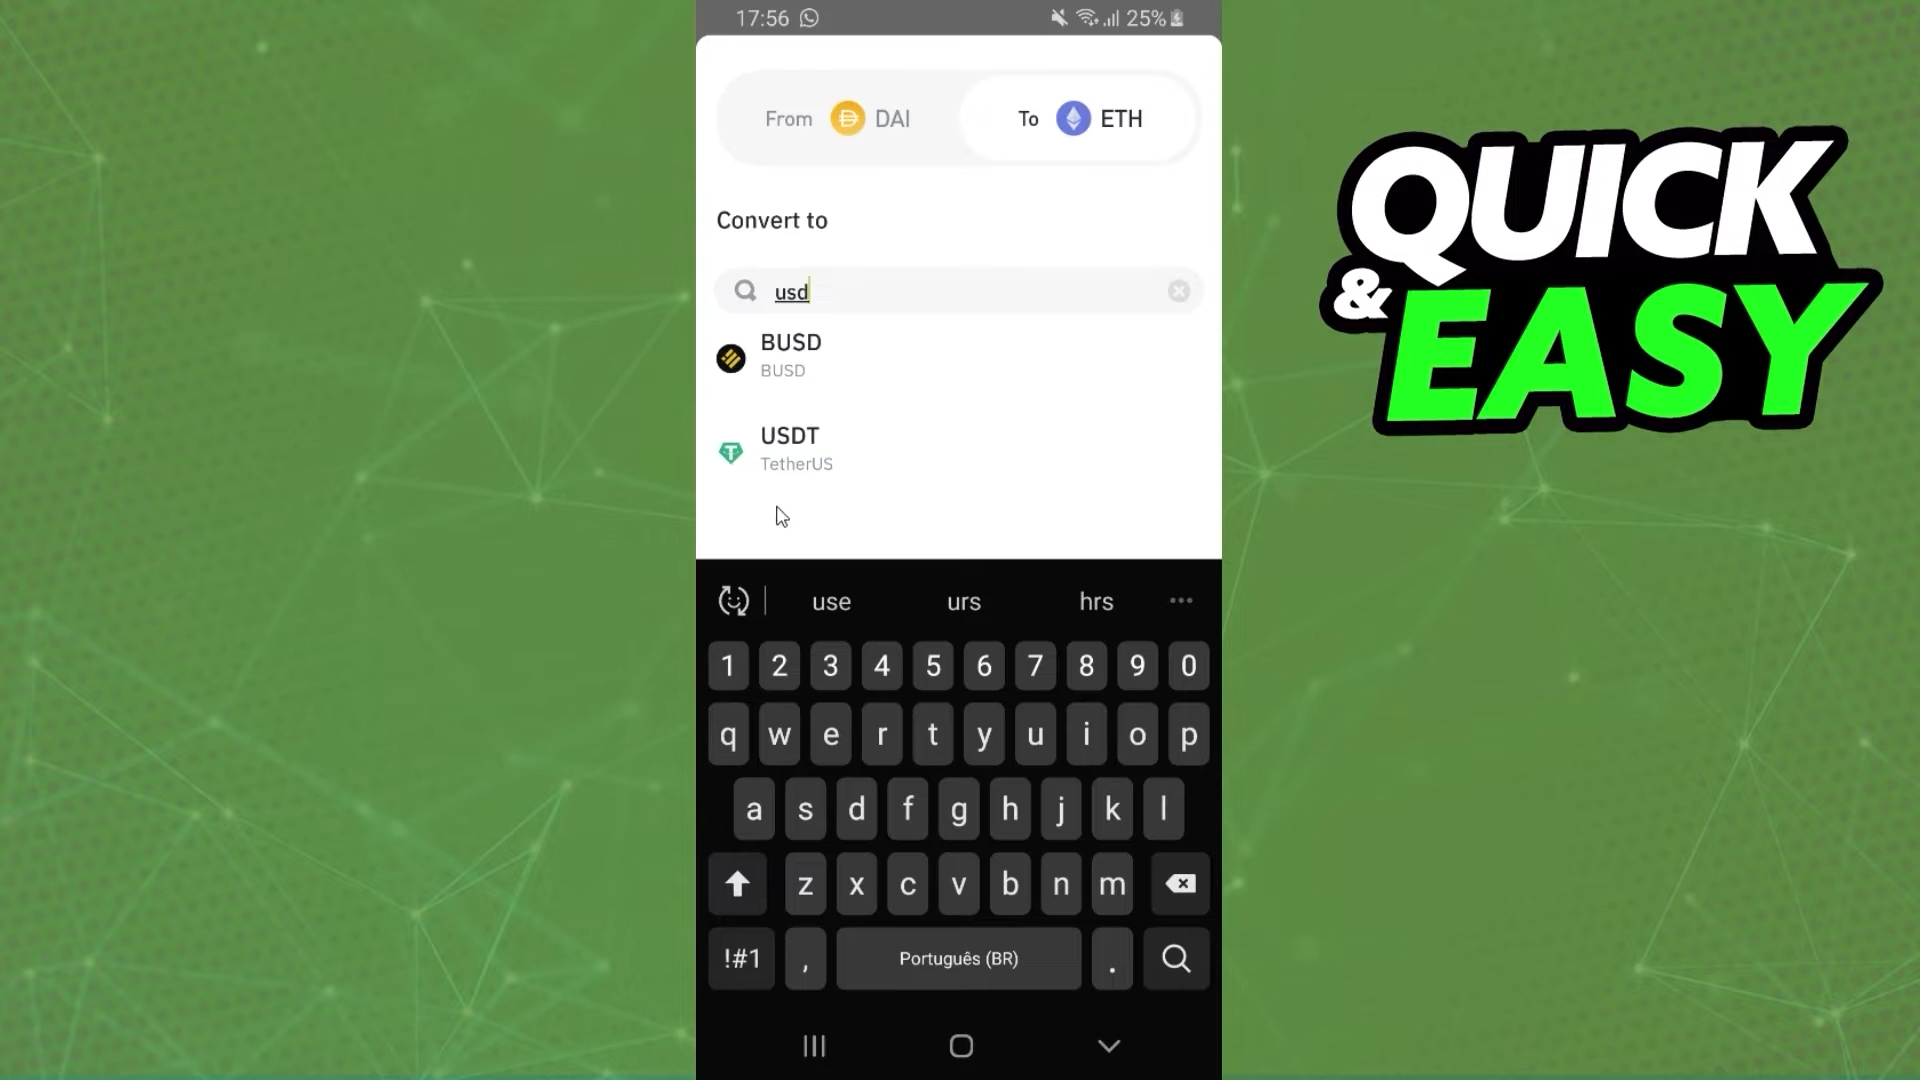 17:56 25%
From DAI To ETH
Convert to
usd
BUSD
BUSD
USDT
TetherUS
use urs hrs
1 2 3 4 5 6 7 8 9 0
q w e r t y u i o p
a s d f g h j k l
z x c v b n m
!#1 , Português (BR) .
QUICK
& EASY